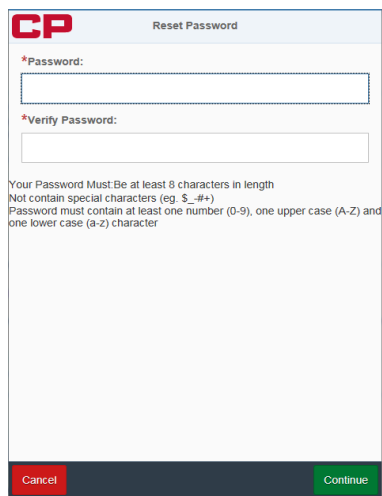 CP
Reset Password
*Password:
*Verify Password:
Your Password Must:Be at least 8 characters in length
Not contain special characters (eg. $_-#+)
Password must contain at least one number (0-9), one upper case (A-Z) and
one lower case (a-z) character
Cancel
Continue